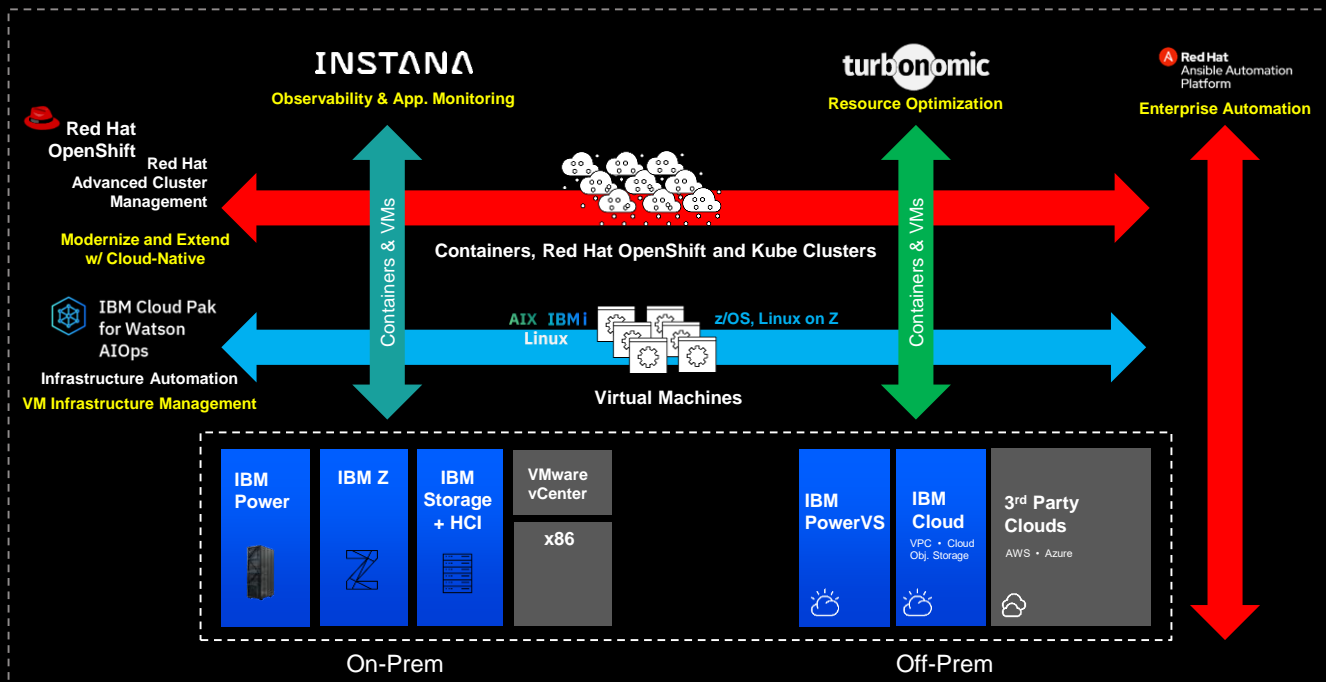 INSTANA
Observability & App. Monitoring
turbonomic
Resource Optimization
Red Hat
Ansible Automation
Platform
Enterprise Automation
Red Hat
OpenShift
Red Hat
Advanced Cluster
Management
Modernize and Extend
w/ Cloud-Native
Containers & VMs
Containers, Red Hat OpenShift and Kube Clusters
Containers & VMs
IBM Cloud Pak
for Watson
AIOps
Infrastructure Automation
VM Infrastructure Management
AIX IBM i
Linux
z/OS, Linux on Z
Virtual Machines
IBM
Power
IBM Z
IBM
Storage
+ HCI
VMware
vCenter
x86
IBM
PowerVS
IBM
Cloud
VPC • Cloud
Obj. Storage
3rd Party
Clouds
AWS • Azure
On-Prem
Off-Prem